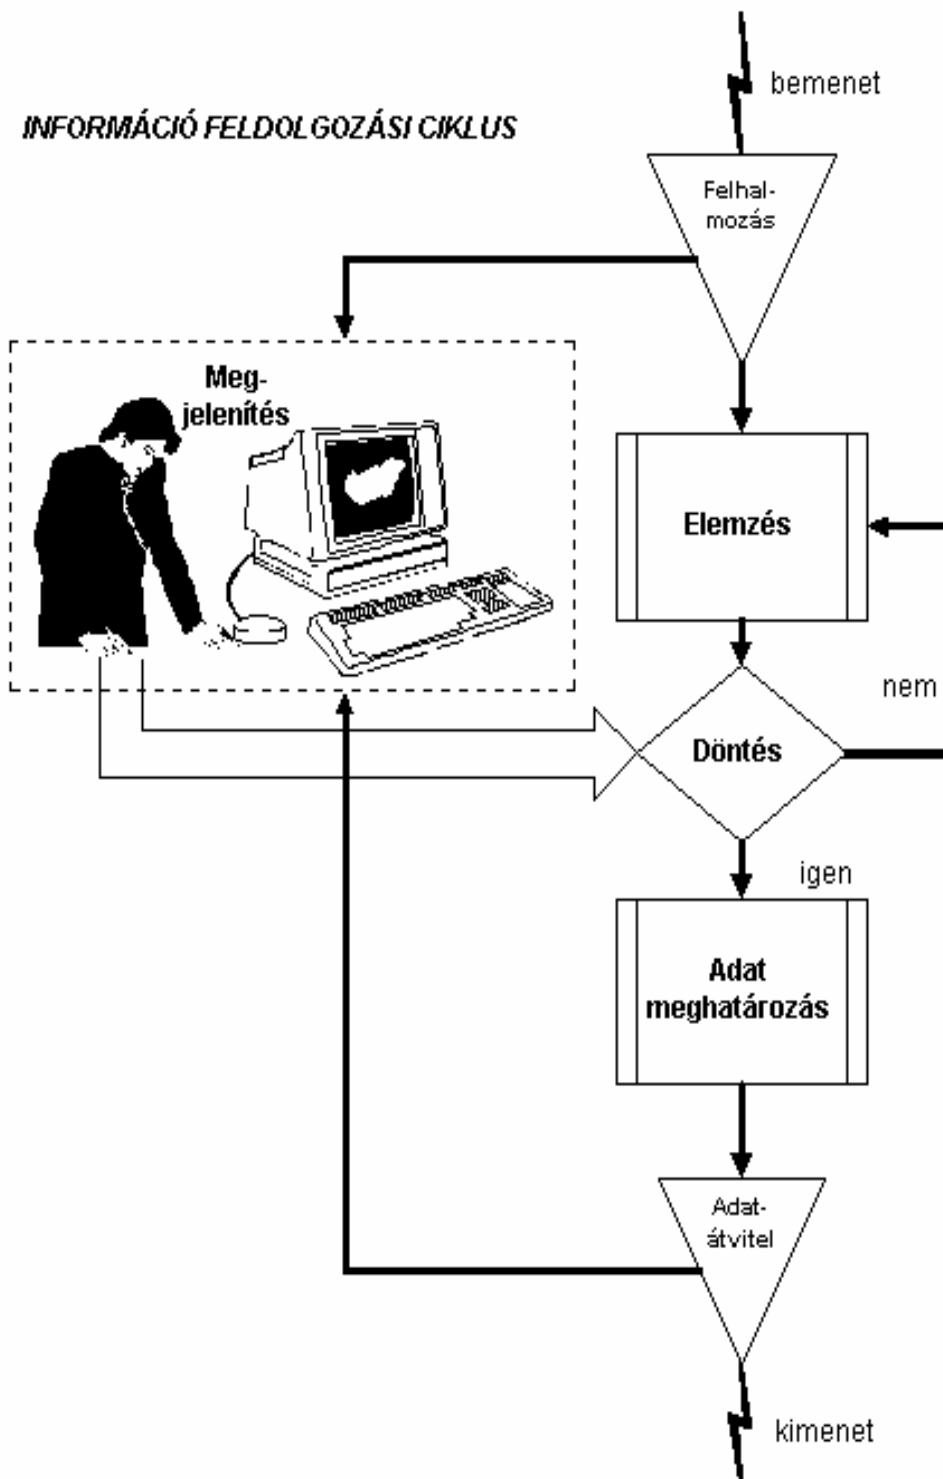 bemenet
INFORMÁCIÓ FELDOLGOZÁSI CIKLUS
Felhal-
mozás
Meg-
jelenítés
Elemzés
nem
Döntés
igen
Adat
meghatározás
Adat-
átvitel
kimenet